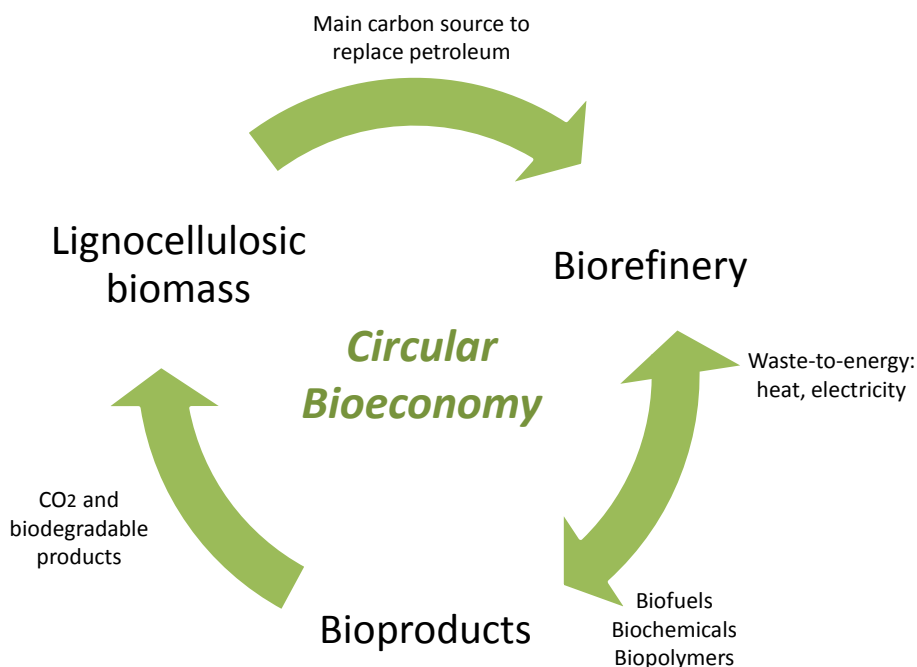 Main carbon source to
replace petroleum
Lignocellulosic
biomass
Biorefinery
Circular
Bioeconomy
Waste-to-energy:
heat, electricity
CO2 and
biodegradable
products
Bioproducts
Biofuels
Biochemicals
Biopolymers